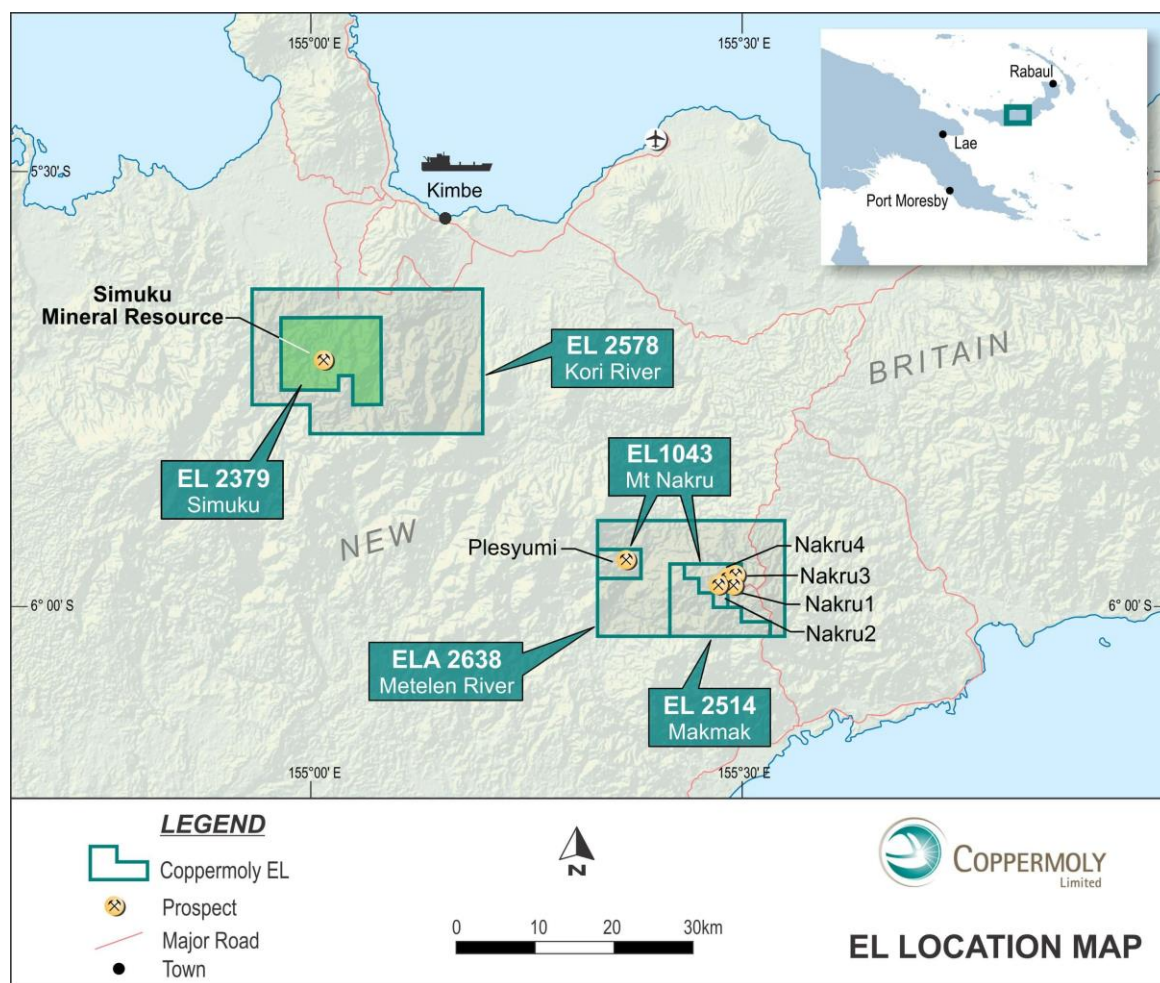 155°00' E
155°30' E
Rabaul
Lae
Port Moresby
5°30' S
5°30' S
Kimbe
Simuku
Mineral Resource
EL 2578
Kori River
BRITAIN
EL 2379
Simuku
NEW
EL1043
Mt Nakru
Plesyumi
Nakru4
Nakru3
Nakru1
Nakru2
6° 00' S
6° 00' S
ELA 2638
Metelen River
EL 2514
Makmak
155°00' E
155°30' E
LEGEND
Coppermoly EL
Prospect
Major Road
Town
N
0 10 20 30km
COPPERMOLY
Limited
EL LOCATION MAP